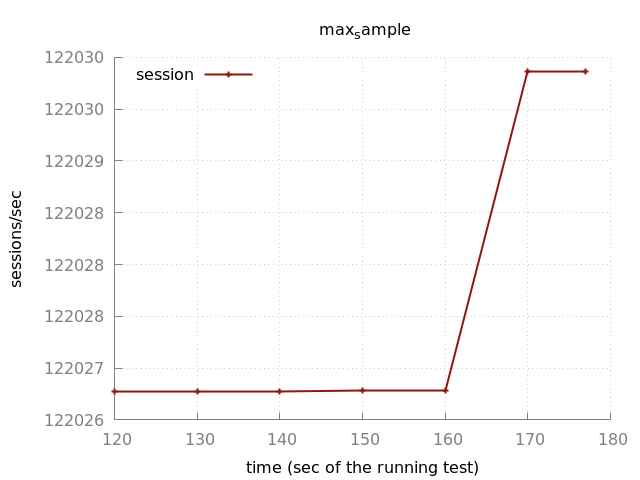 maxₛample
session
122030
122030
122029
122028
122028
122028
122027
122026
sessions/sec
120 130 140 150 160 170 180
time (sec of the running test)